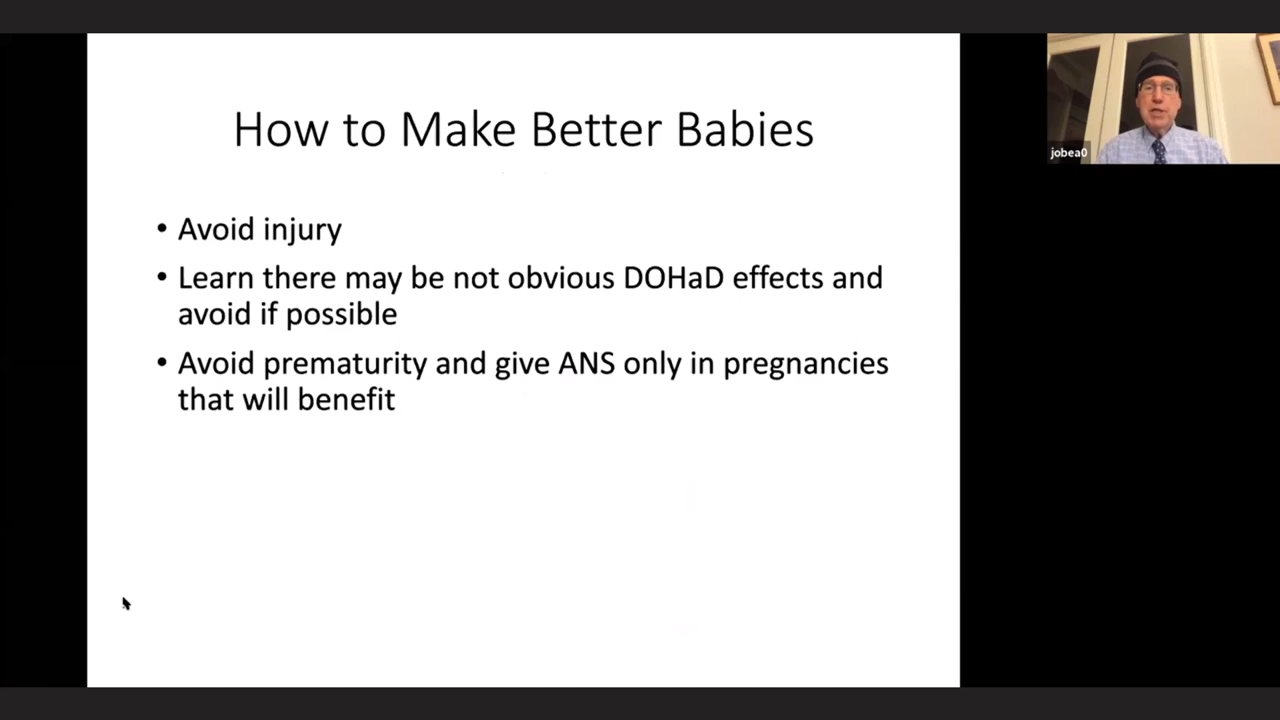 How to Make Better Babies
• Avoid injury
• Learn there may be not obvious DOHaD effects and
avoid if possible
• Avoid prematurity and give ANS only in pregnancies
that will benefit
jobea0